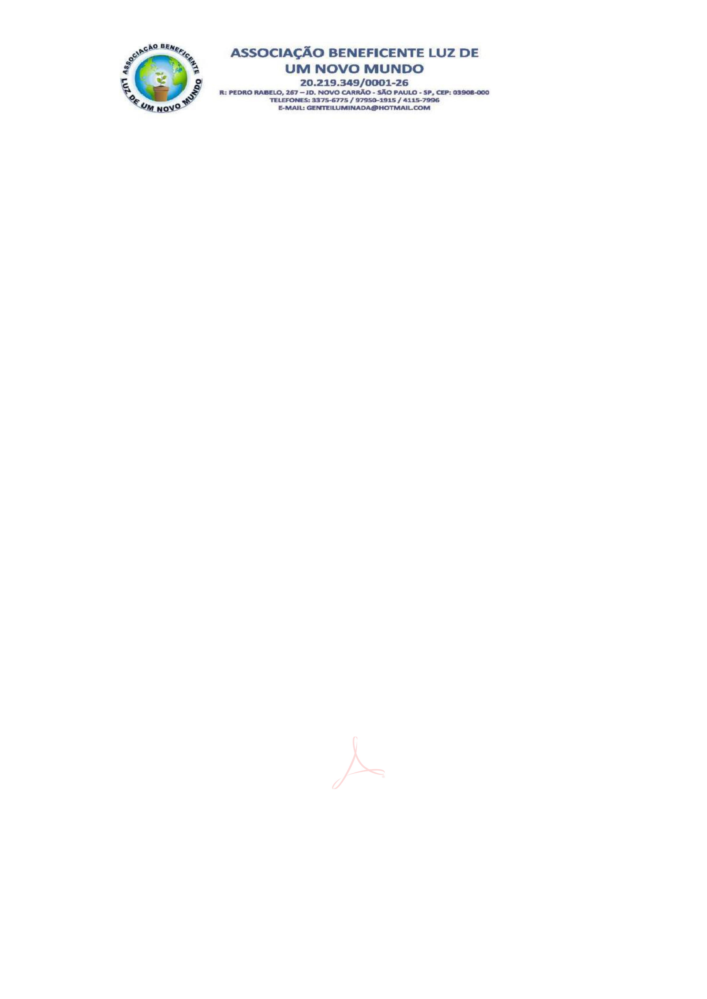 ASSOCIAÇÃO BENEFICENTE
LUZ DE UM NOVO MUNDO
ASSOCIAÇÃO BENEFICENTE LUZ DE
UM NOVO MUNDO
20.219.349/0001-26
R: PEDRO RABELO, 267 – JD. NOVO CARRÃO - SÃO PAULO - SP, CEP: 03908-000
TELEFONES: 3375-6775 / 97950-1915 / 4115-7996
E-MAIL: GENTEILUMINADA@HOTMAIL.COM